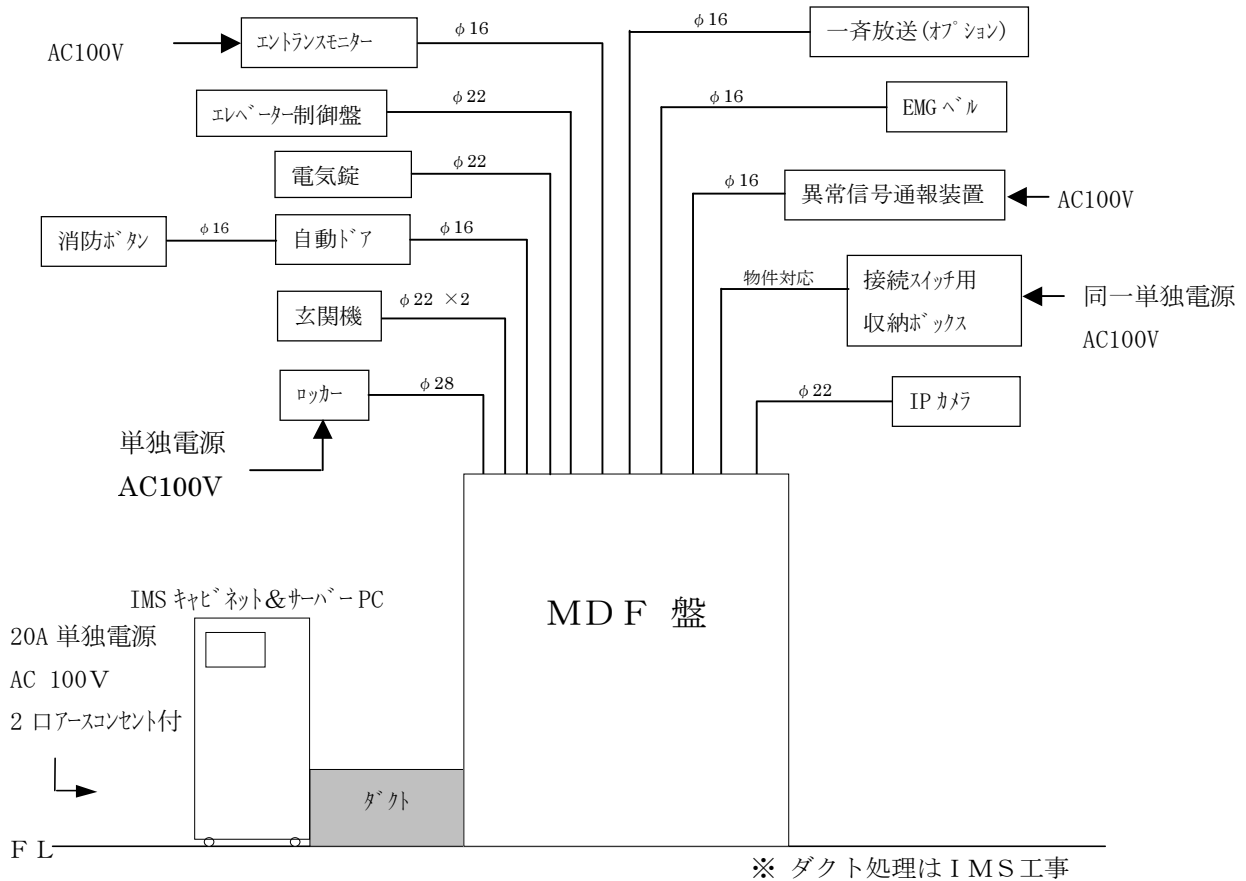 φ16
一斉放送(ｵﾌﾟｼｮﾝ)
AC100V
ｴﾝﾄﾗﾝｽﾓﾆﾀｰ
φ16
ｴﾚﾍﾞｰﾀｰ制御盤
φ22
φ16
EMGﾍﾞﾙ
電気錠
φ22
φ16
異常信号通報装置
AC100V
消防ﾎﾞﾀﾝ
φ16
自動ﾄﾞｱ
φ16
物件対応
接続ｽｲｯﾁ用
収納ﾎﾞｯｸｽ
同一単独電源
AC100V
玄関機
φ22 ×2
ﾛｯｶｰ
φ28
φ22
IPｶﾒﾗ
単独電源
AC100V
IMSｷｬﾋﾞﾈｯﾄ&ｻｰﾊﾞｰPC
ＭＤＦ 盤
20A 単独電源
AC 100Ｖ
2 口ｱｰｽｺﾝｾﾝﾄ付
ﾀﾞｸﾄ
ＦＬ
※ ダクト処理はＩＭＳ工事